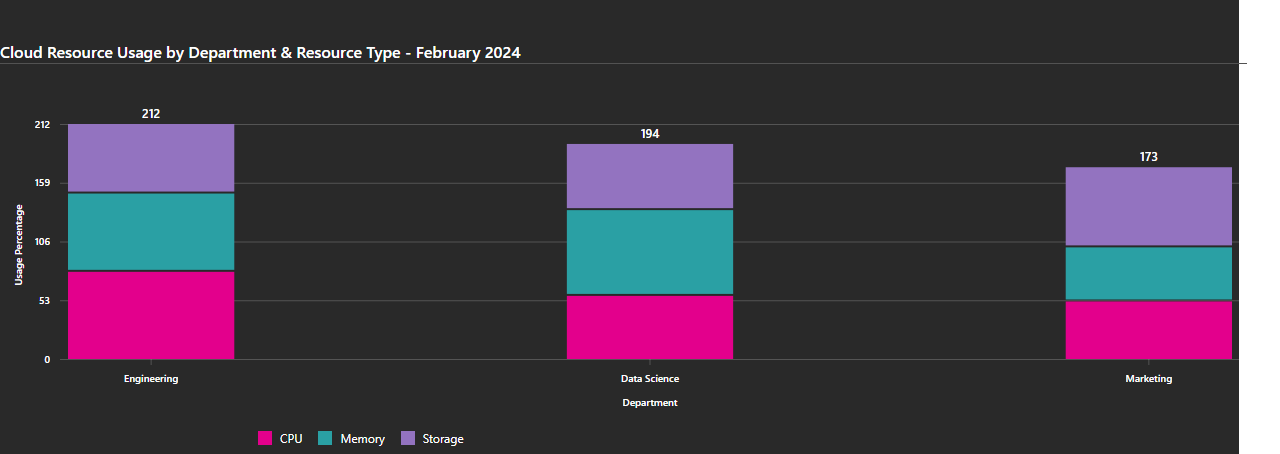 Cloud Resource Usage by Department & Resource Type - February 2024
212
194
173
212
159
106
53
0
Usage Percentage
Engineering
Data Science
Marketing
Department
CPU
Memory
Storage